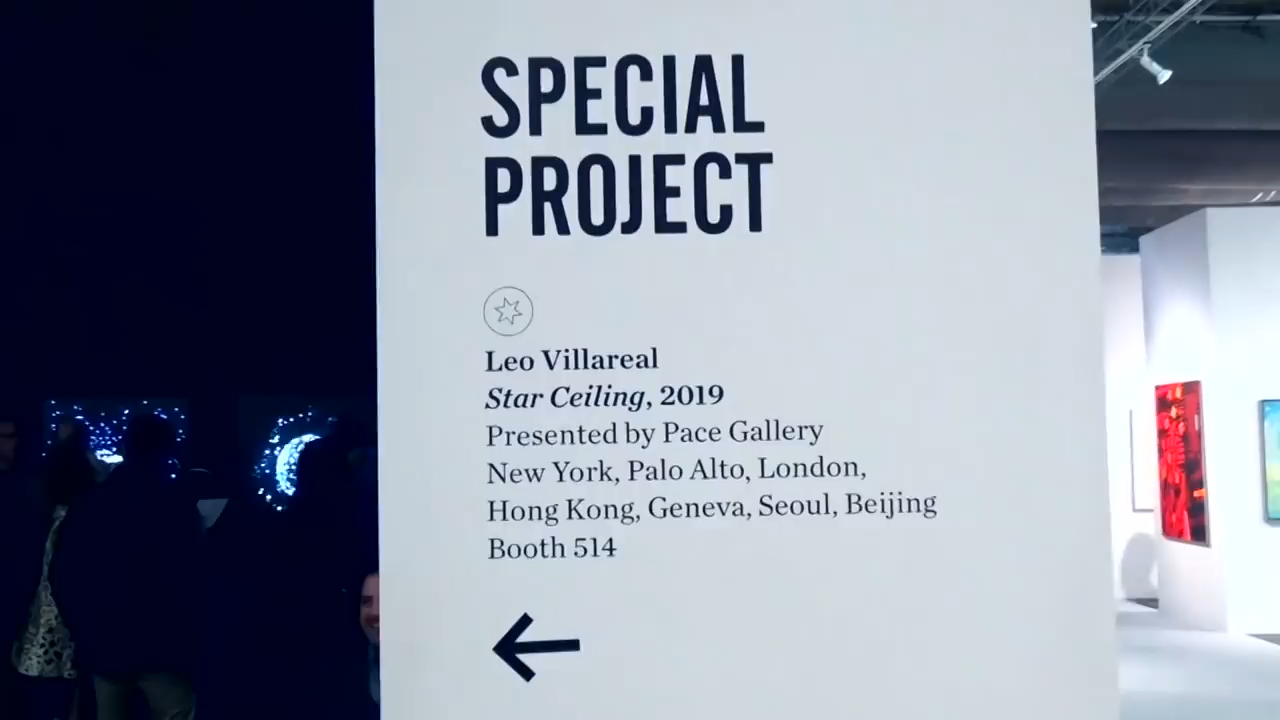 SPECIAL
PROJECT
Leo Villareal
Star Ceiling, 2019
Presented by Pace Gallery
New York, Palo Alto, London,
Hong Kong, Geneva, Seoul, Beijing
Booth 514